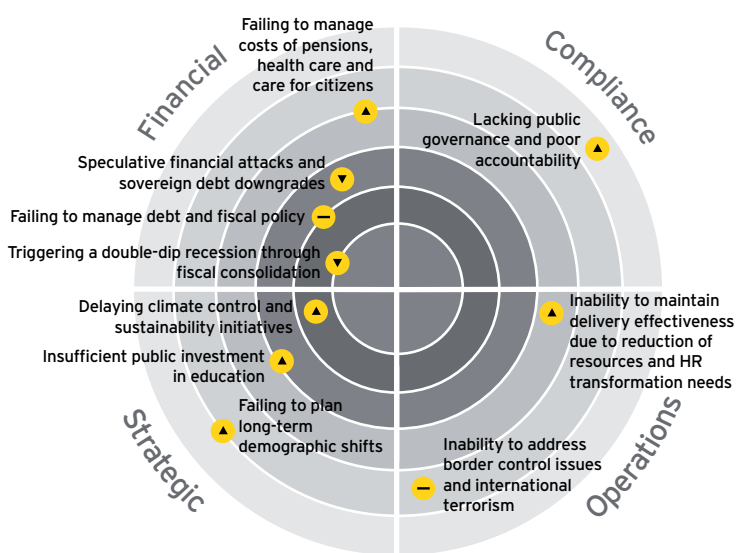 Financial
Failing to manage
costs of pensions,
health care and
care for citizens
Speculative financial attacks and
sovereign debt downgrades
Failing to manage debt and fiscal policy
Triggering a double-dip recession through
fiscal consolidation
Compliance
Lacking public
governance and poor
accountability
Delaying climate control and
sustainability initiatives
Insufficient public investment
in education
Failing to plan
long-term
demographic shifts
Strategic
Inability to maintain
delivery effectiveness
due to reduction of
resources and HR
transformation needs
Inability to address
border control issues
and international
terrorism
Operations